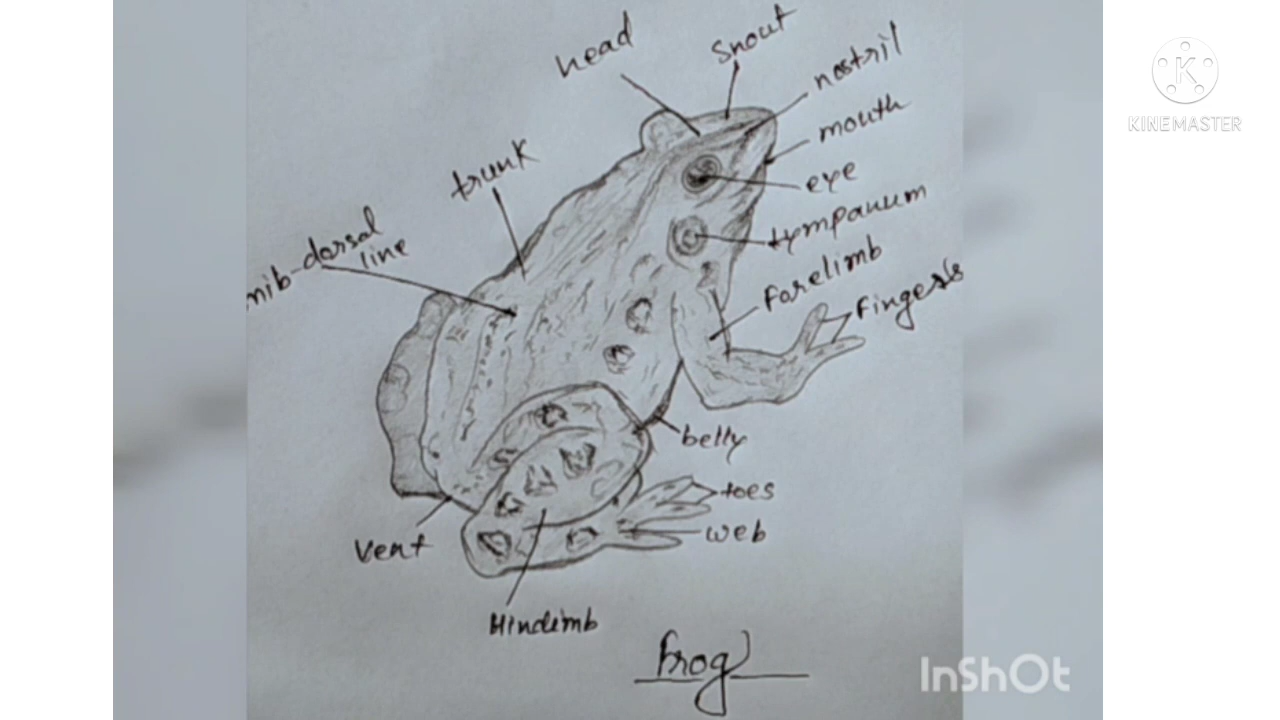 head
snout
nostril
mouth
eye
tympanum
trunk
mib-dorsal
line
Forelimb
Fingers
belly
toes
web
Vent
Hindimb
Frog
K
KINEMASTER
InShOt